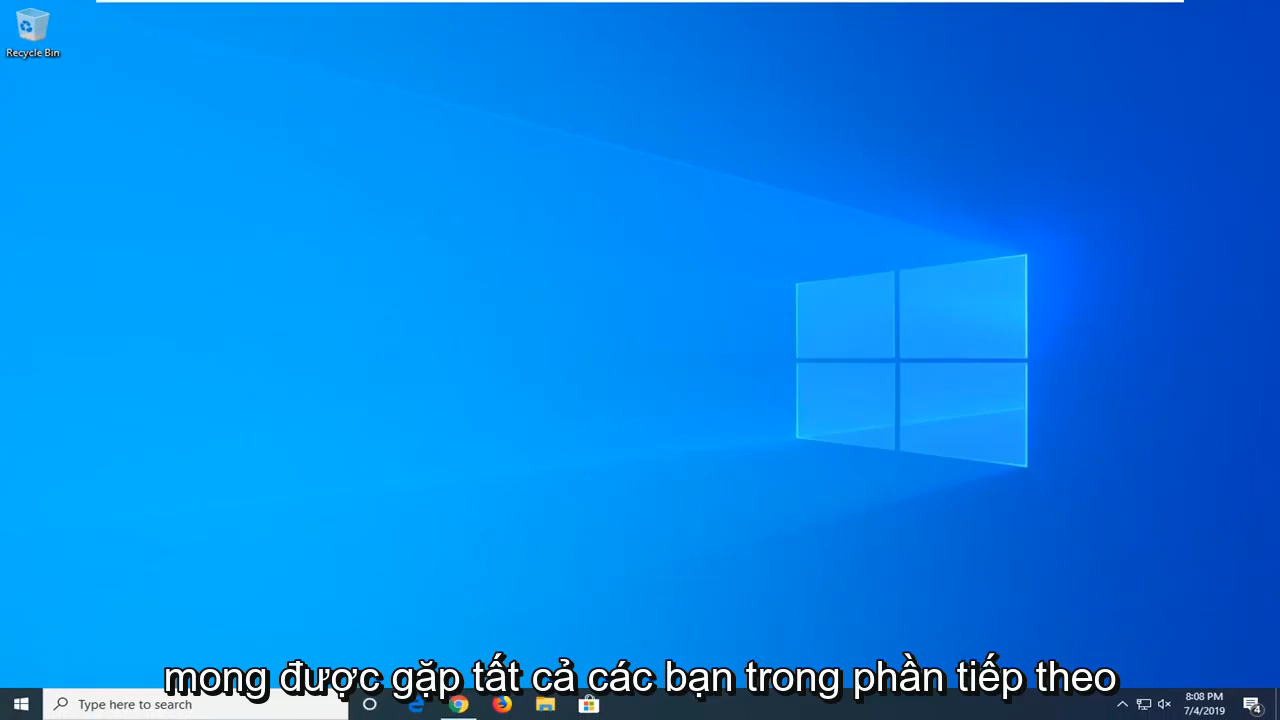 Recycle Bin
mong được gặp tất cả các bạn trong phần tiếp theo
Type here to search
8:08 PM
7/4/2019
4